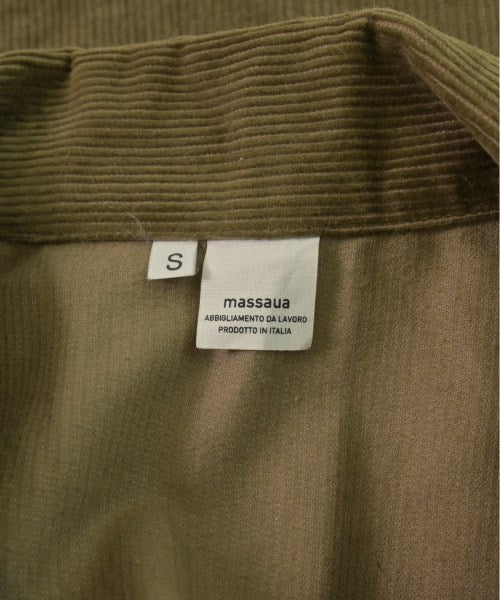 S
massaua
ABBIGLIAMENTO DA LAVORO
PRODOTTO IN ITALIA